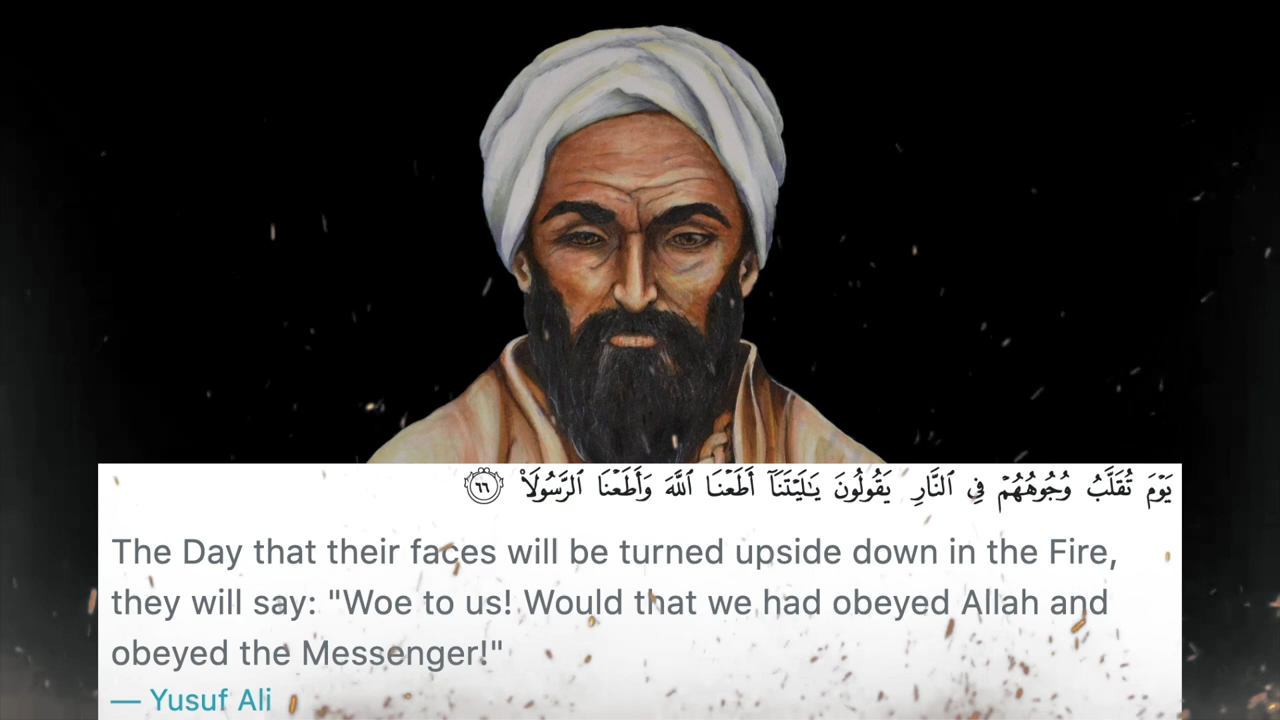 يَوْمَ تُقَلَّبُ وُجُوهُهُمْ فِى ٱلنَّارِ يَقُولُونَ يَـٰلَيْتَنَآ أَطَعْنَا ٱللَّهَ وَأَطَعْنَا ٱلرَّسُولَا۠ ٦٦
The Day that their faces will be turned upside down in the Fire,
they will say: "Woe to us! Would that we had obeyed Allah and
obeyed the Messenger!"
— Yusuf Ali